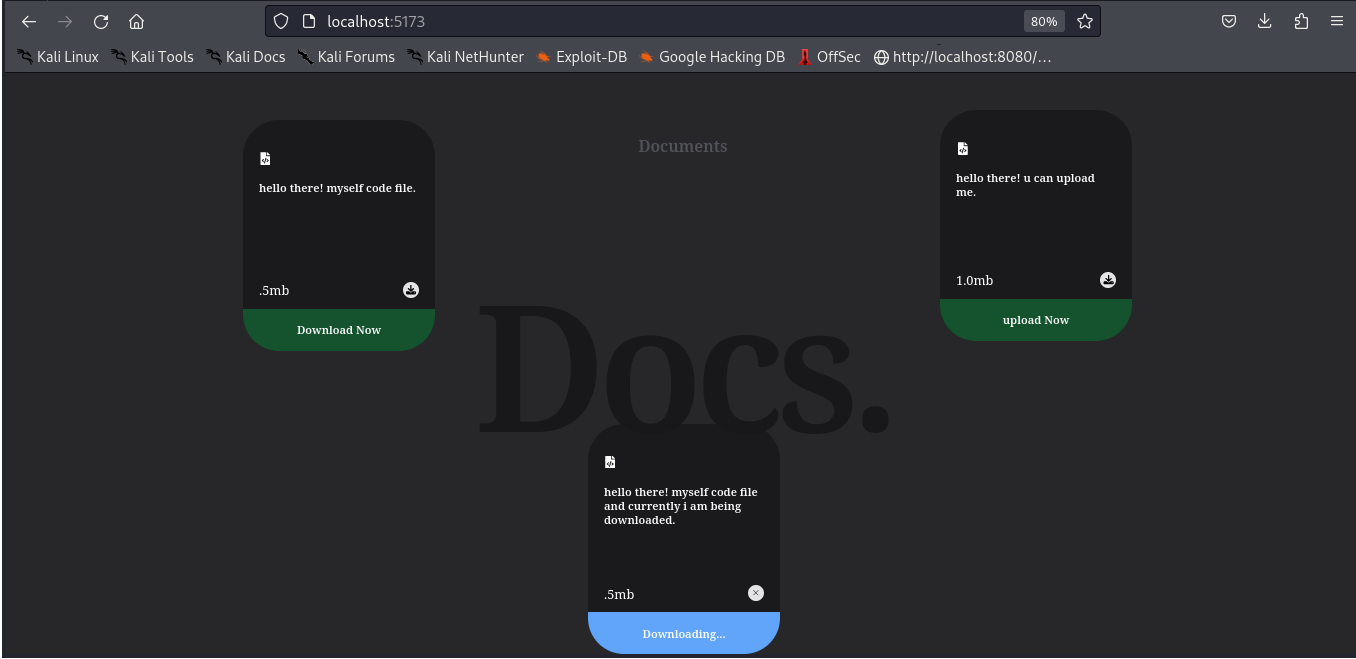 localhost:5173
80%
Kali Linux
Kali Tools
Kali Docs
Kali Forums
Kali NetHunter
Exploit-DB
Google Hacking DB
OffSec
http://localhost:8080/…
Documents
hello there! myself code file.
.5mb
Download Now
hello there! u can upload
me.
1.0mb
upload Now
Docs.
hello there! myself code file
and currently i am being
downloaded.
.5mb
Downloading...